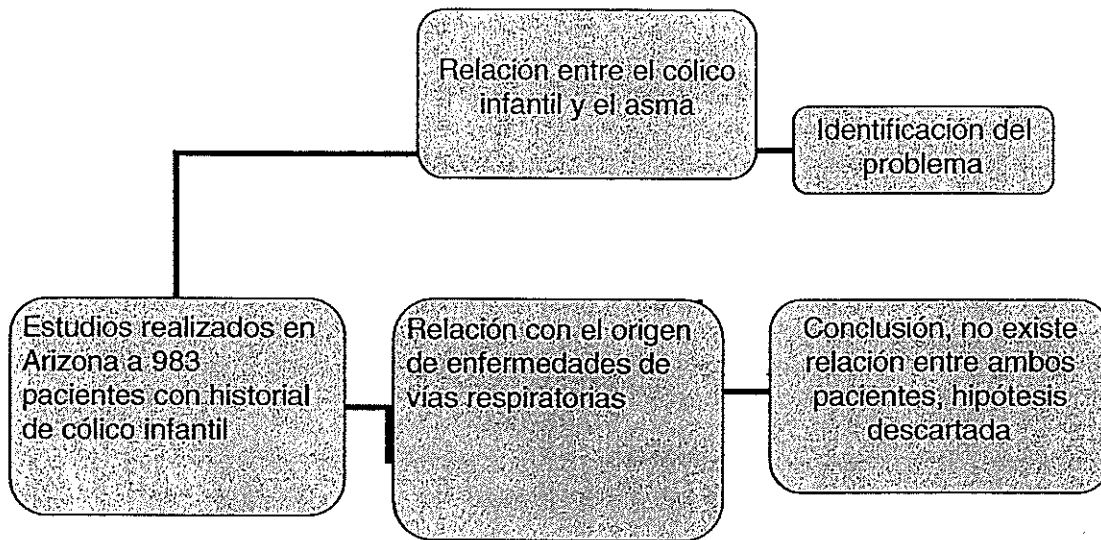 Relación entre el cólico
infantil y el asma
Identificación del
problema
Estudios realizados en
Arizona a 983
pacientes con historial
de cólico infantil
Relación con el origen
de enfermedades de
vías respiratorias
Conclusión, no existe
relación entre ambos
pacientes, hipótesis
descartada